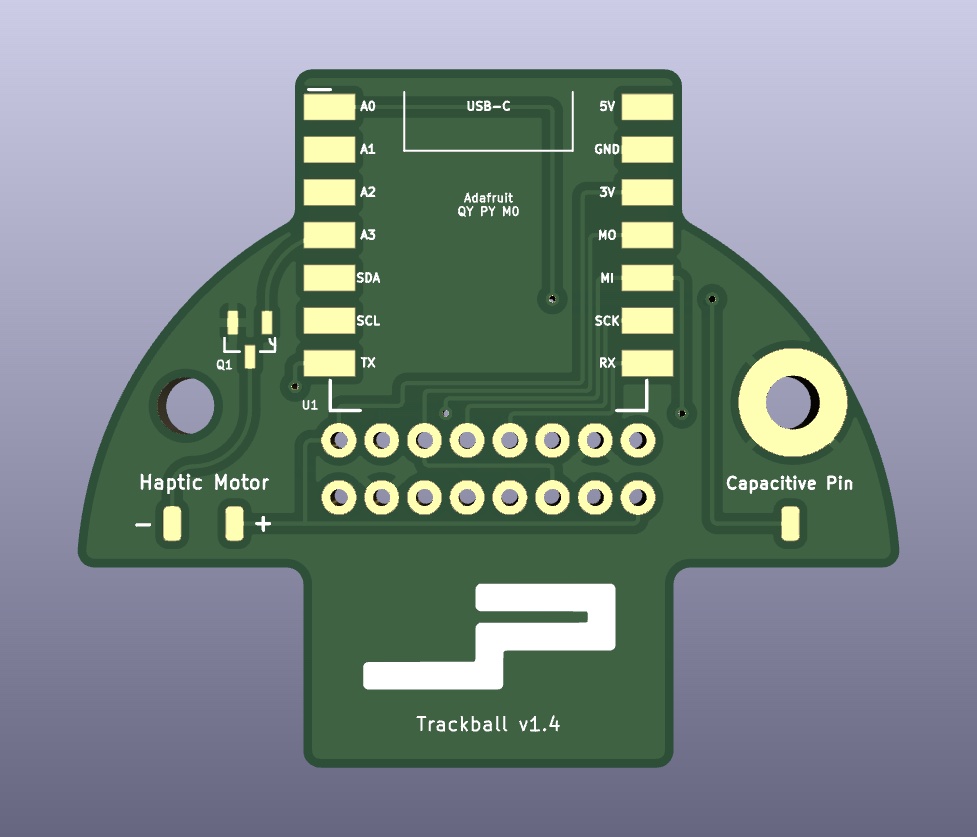 A0 USB-C 5V
A1 GND
A2 3V
Adafruit
QY PY M0
A3 MO
SDA MI
SCL SCK
Q1 TX RX
U1
Haptic Motor Capacitive Pin
- +
Trackball v1.4